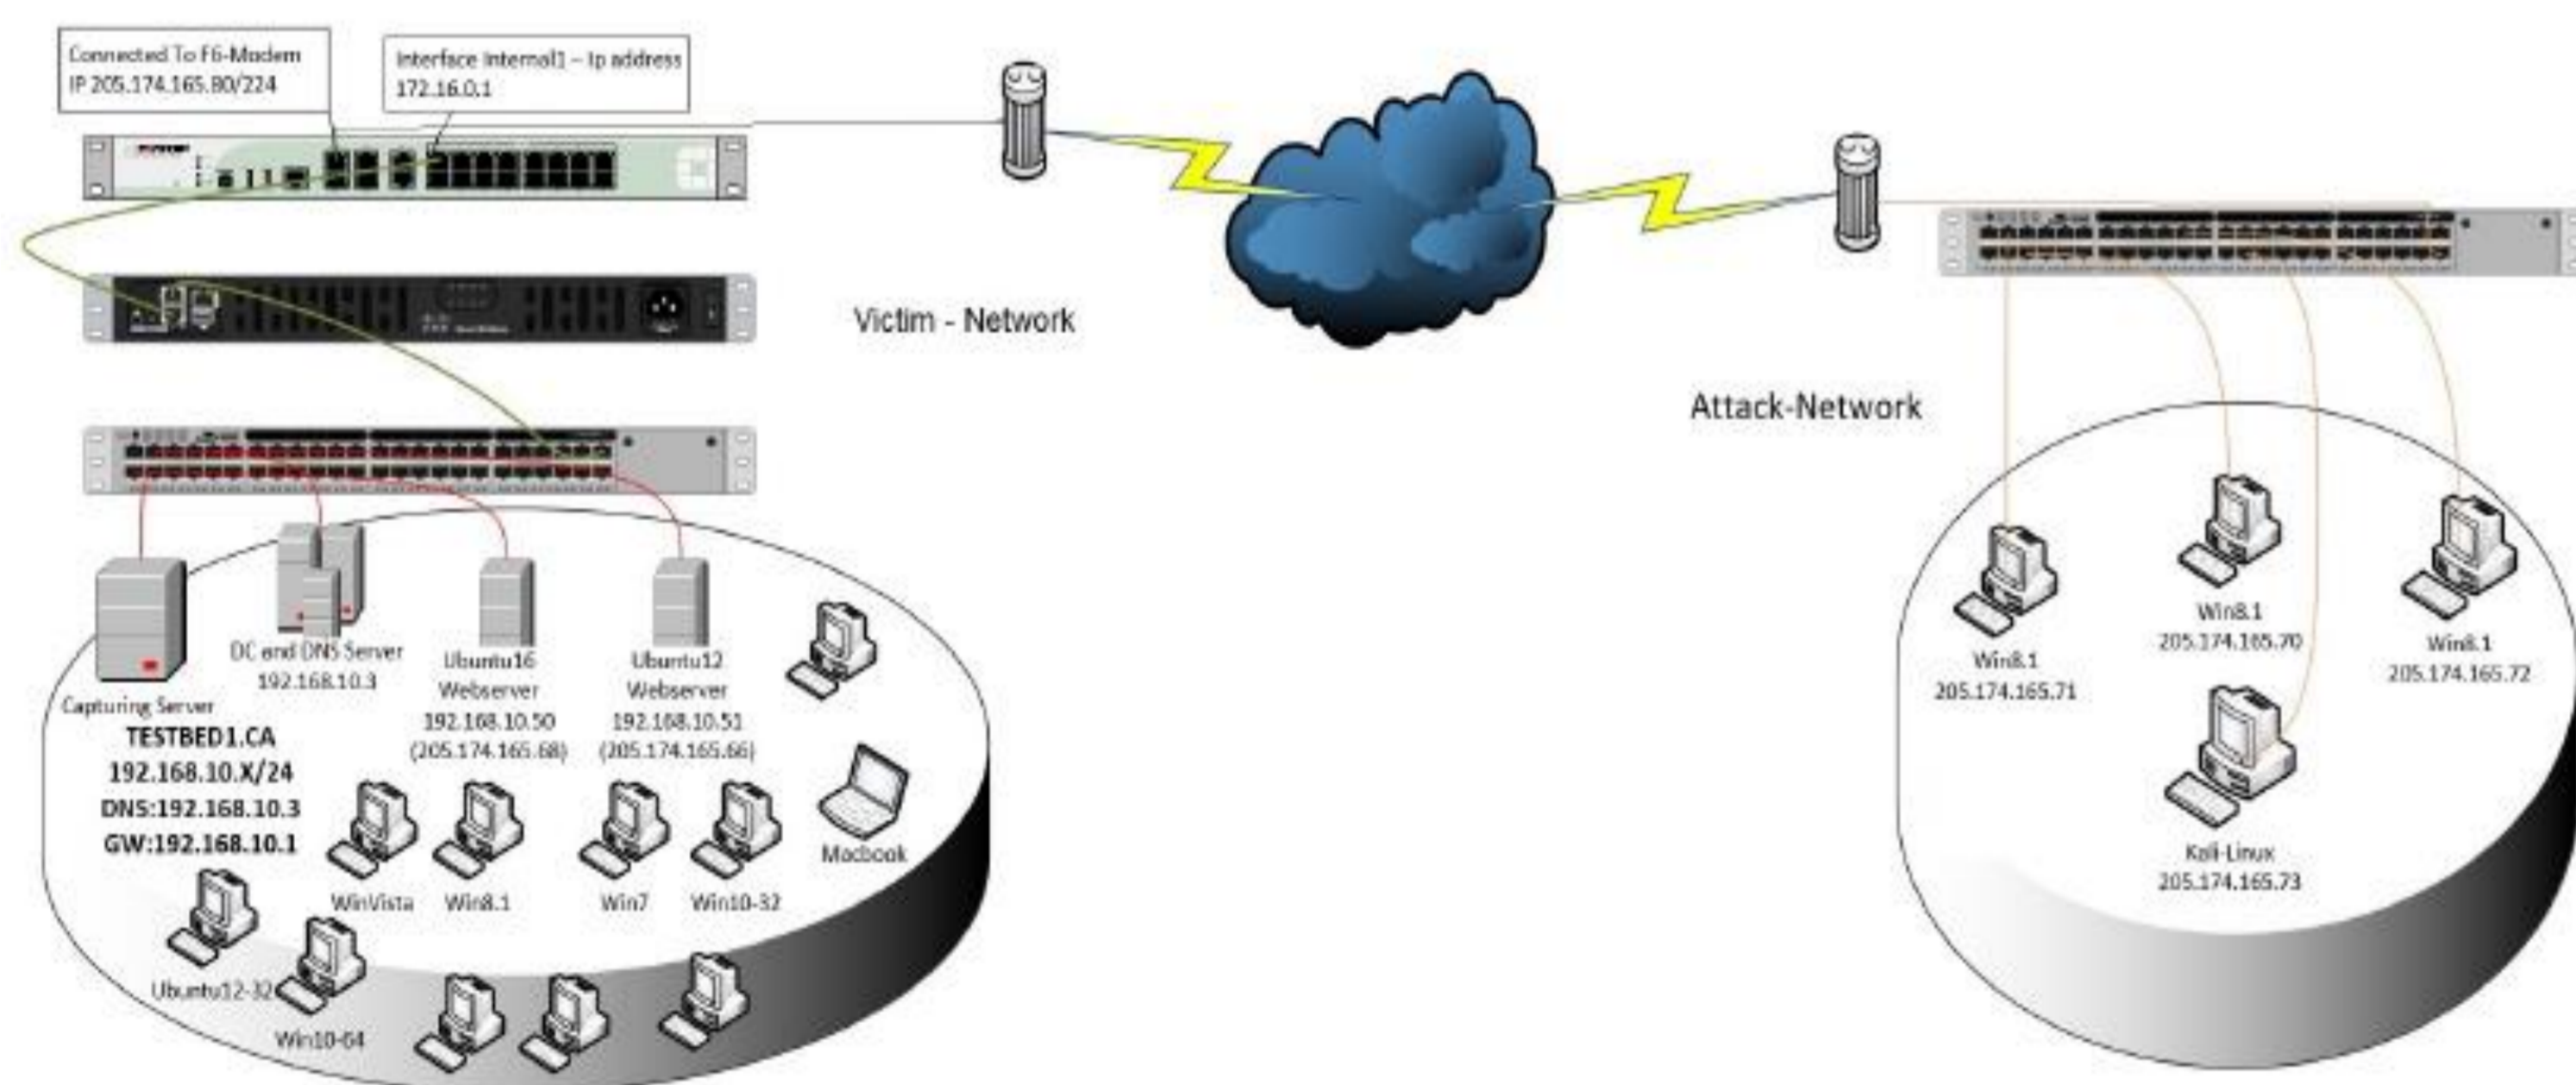 Connected To F6-Modem
IP 205.174.165.80/224
Interface Internal1 – Ip address
172.16.0.1
Victim - Network
Attack-Network
DC and DNS Server
192.168.10.3
Ubuntu16
Webserver
192.168.10.50
(205.174.165.68)
Ubuntu12
Webserver
192.168.10.51
(205.174.165.66)
Capturing Server
TESTBED1.CA
192.168.10.X/24
DNS:192.168.10.3
GW:192.168.10.1
WinVista
Win8.1
Win7
Win10-32
Macbook
Ubuntu12-32
Win10-64
Win8.1
205.174.165.71
Win8.1
205.174.165.70
Win8.1
205.174.165.72
Kali-Linux
205.174.165.73